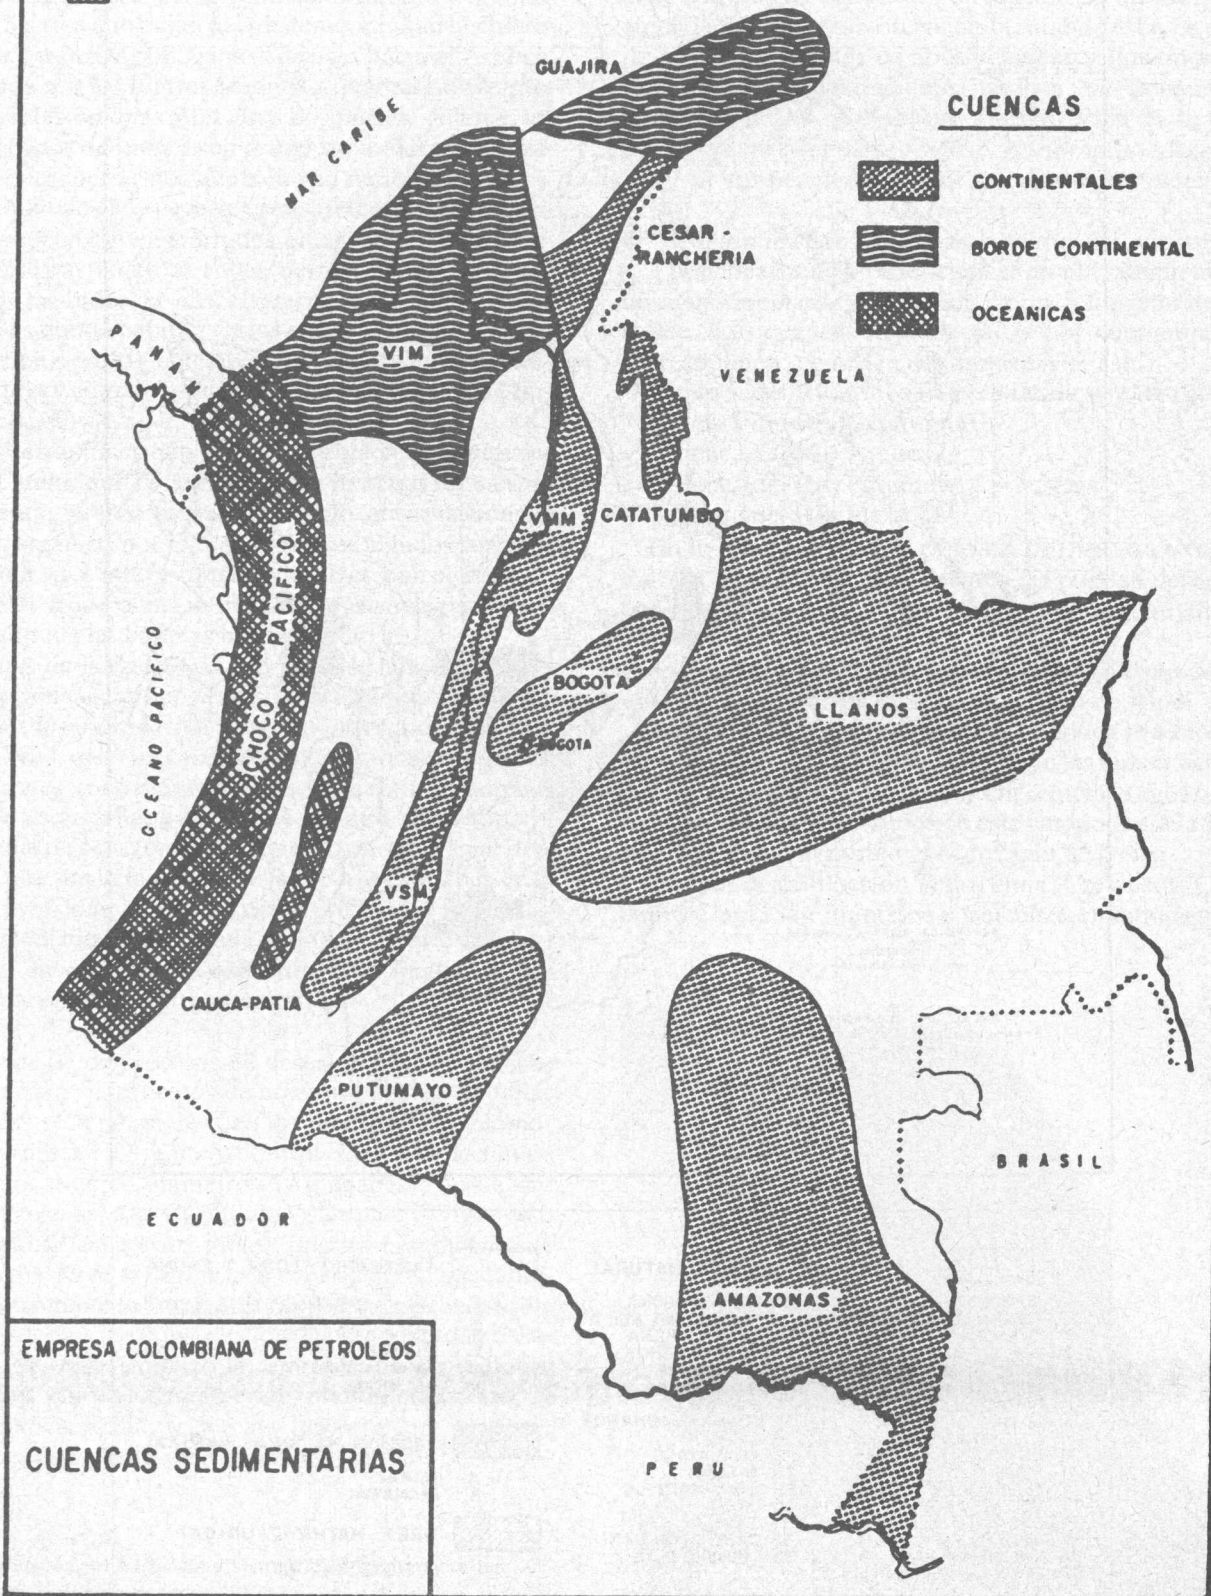 GUAJIRA
MAR CARIBE
CUENCAS
CONTINENTALES
BORDE CONTINENTAL
OCEANICAS
CESAR -
RANCHERIA
PANAMA
VIM
VENEZUELA
VMM
CATATUMBO
CHOCO PACIFICO
OCEANO PACIFICO
BOGOTA
BOGOTA
LLANOS
VSM
CAUCA-PATIA
PUTUMAYO
BRASIL
ECUADOR
AMAZONAS
EMPRESA COLOMBIANA DE PETROLEOS
CUENCAS SEDIMENTARIAS
PERU